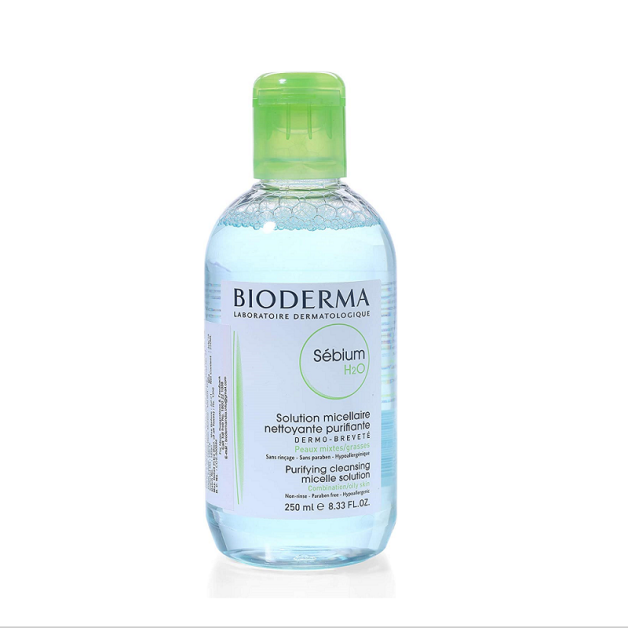 BIODERMA
LABORATOIRE DERMATOLOGIQUE
Sébium
H₂O
Solution micellaire
nettoyante purifiante
DERMO-BREVETÉ
Peaux mixtes/grasses
Sans rinçage - Sans paraben - Hypoallergénique
Purifying cleansing
micelle solution
Combination/oily skin
Non-rinse - Paraben free - Hypoallergenic
250 ml ℮ 8.33 FL.OZ.